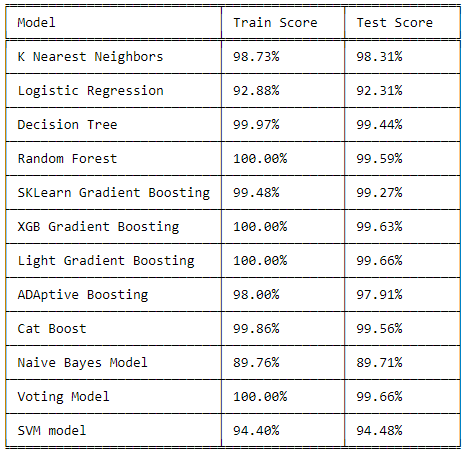 Model Train Score Test Score
K Nearest Neighbors 98.73% 98.31%
Logistic Regression 92.88% 92.31%
Decision Tree 99.97% 99.44%
Random Forest 100.00% 99.59%
SKLearn Gradient Boosting 99.48% 99.27%
XGB Gradient Boosting 100.00% 99.63%
Light Gradient Boosting 100.00% 99.66%
ADAptive Boosting 98.00% 97.91%
Cat Boost 99.86% 99.56%
Naive Bayes Model 89.76% 89.71%
Voting Model 100.00% 99.66%
SVM model 94.40% 94.48%